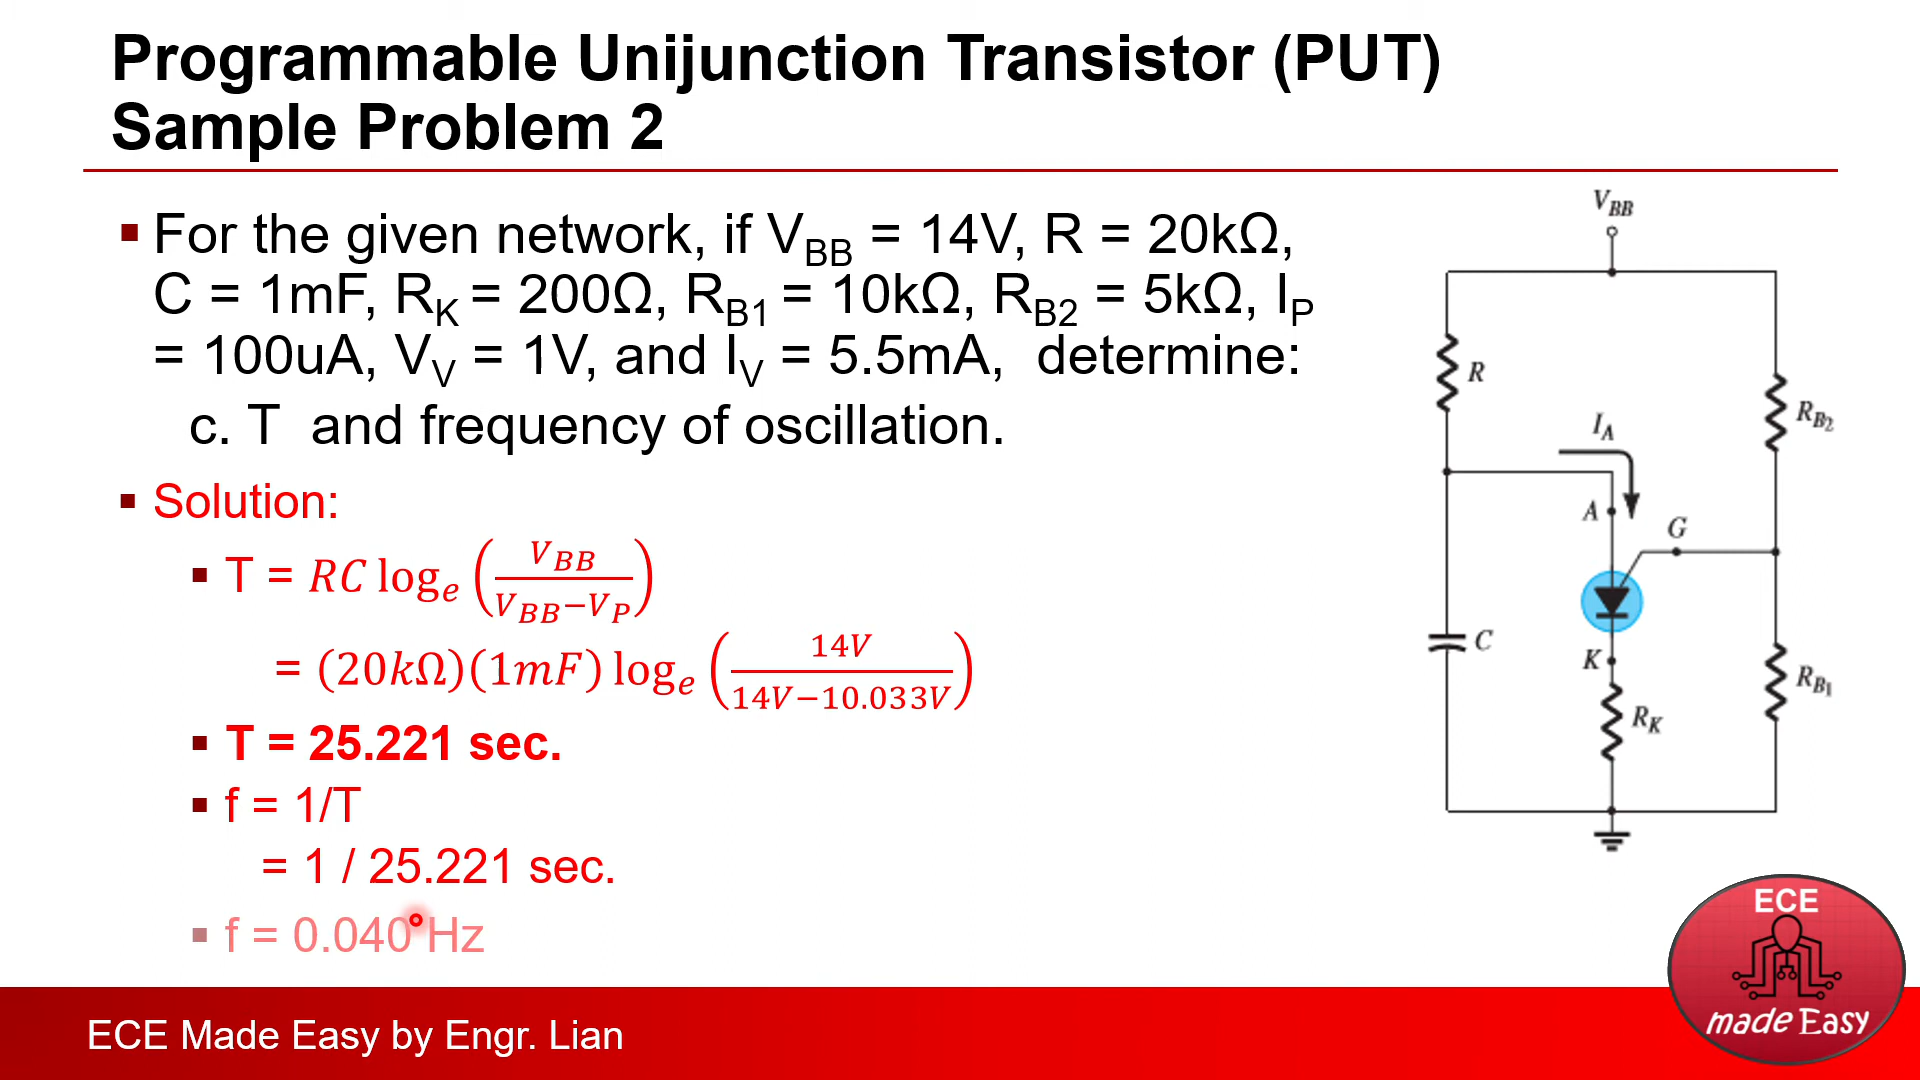 Programmable Unijunction Transistor (PUT)
Sample Problem 2
▪ For the given network, if V_BB = 14V, R = 20kΩ,
C = 1mF, R_K = 200Ω, R_B1 = 10kΩ, R_B2 = 5kΩ, I_P
= 100uA, V_V = 1V, and I_V = 5.5mA, determine:
c. T and frequency of oscillation.
▪ Solution:
▪ T = RC log_e (V_BB / (V_BB−V_P))
= (20kΩ)(1mF) log_e (14V / (14V−10.033V))
▪ T = 25.221 sec.
▪ f = 1/T
= 1 / 25.221 sec.
▪ f = 0.040 Hz
V_BB
R
R_B2
I_A
A
G
C
K
R_B1
R_K
ECE
made Easy
ECE Made Easy by Engr. Lian